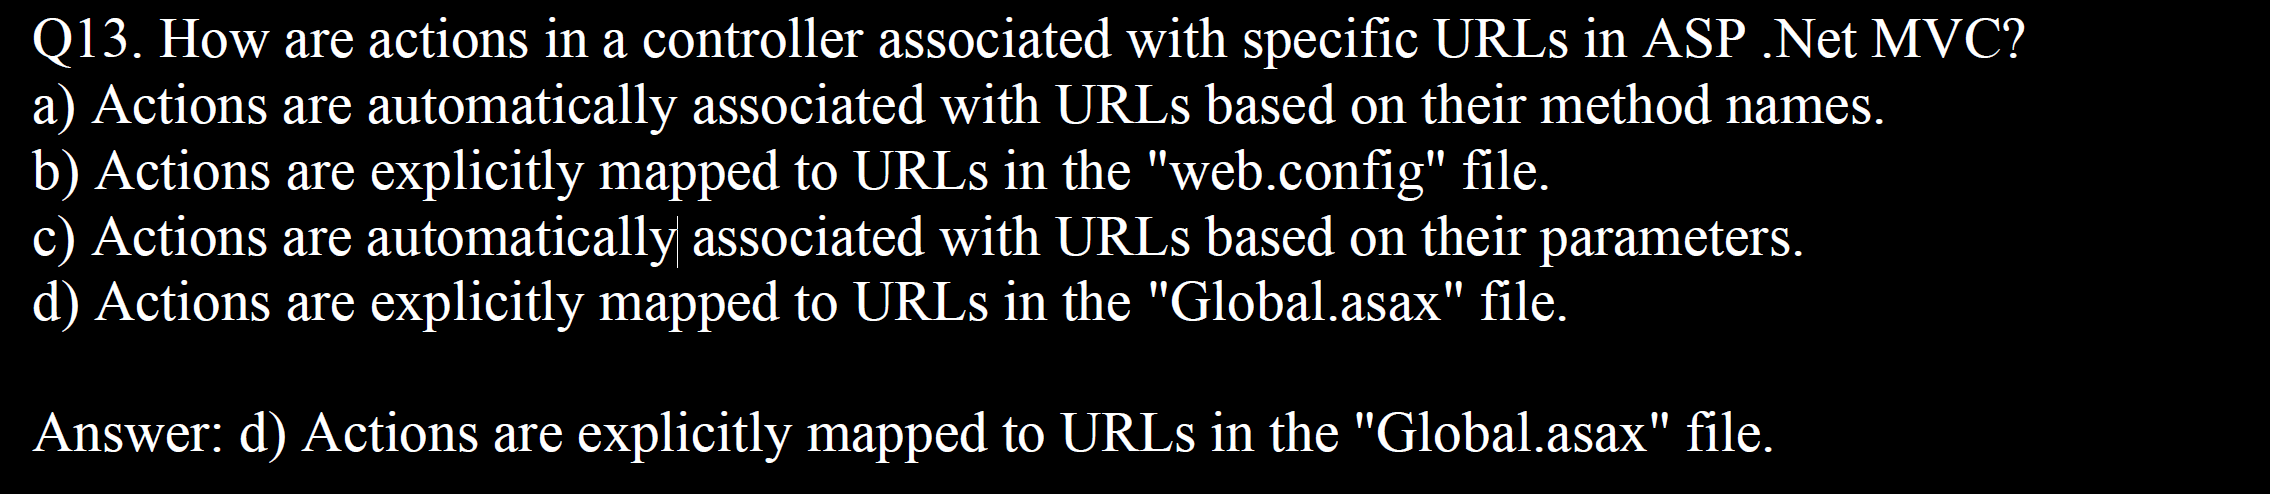 Q13. How are actions in a controller associated with specific URLs in ASP .Net MVC?
a) Actions are automatically associated with URLs based on their method names.
b) Actions are explicitly mapped to URLs in the "web.config" file.
c) Actions are automatically associated with URLs based on their parameters.
d) Actions are explicitly mapped to URLs in the "Global.asax" file.
Answer: d) Actions are explicitly mapped to URLs in the "Global.asax" file.